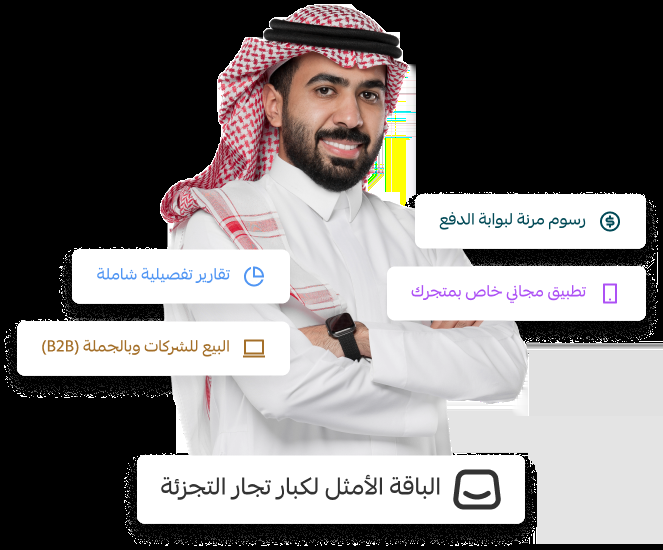 رسوم مرنة لبوابة الدفع
تقارير تفصيلية شاملة
تطبيق مجاني خاص بمتجرك
البيع للشركات وبالجملة (B2B)
الباقة الأمثل لكبار تجار التجزئة